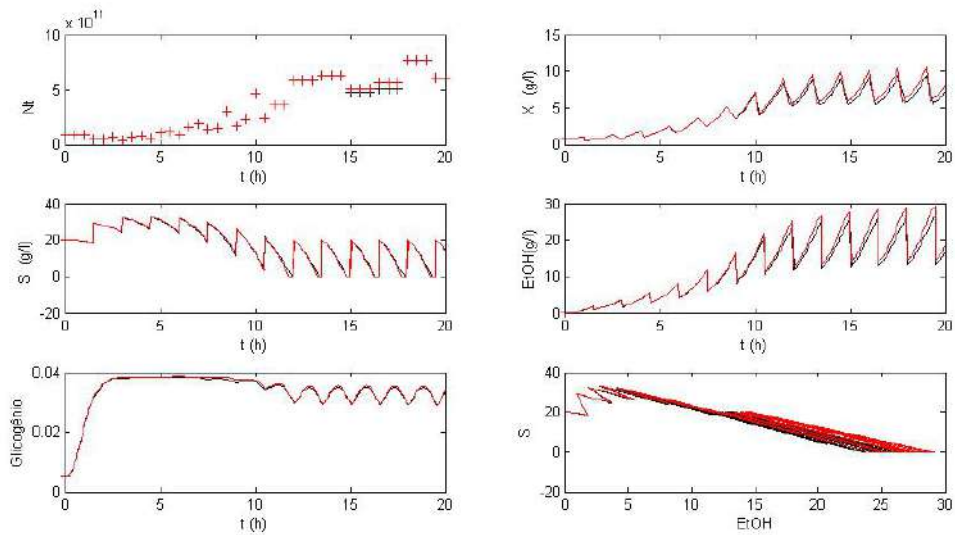 x 10^11
Nt
10
5
0
0 5 10 15 20
t (h)
X (g/l)
15
10
5
0
0 5 10 15 20
t (h)
S (g/l)
40
20
0
-20
0 5 10 15 20
t (h)
EtOH(g/l)
30
20
10
0
0 5 10 15 20
t (h)
Glicogênio
0.04
0.02
0
0 5 10 15 20
t (h)
S
40
20
0
-20
0 5 10 15 20 25 30
EtOH